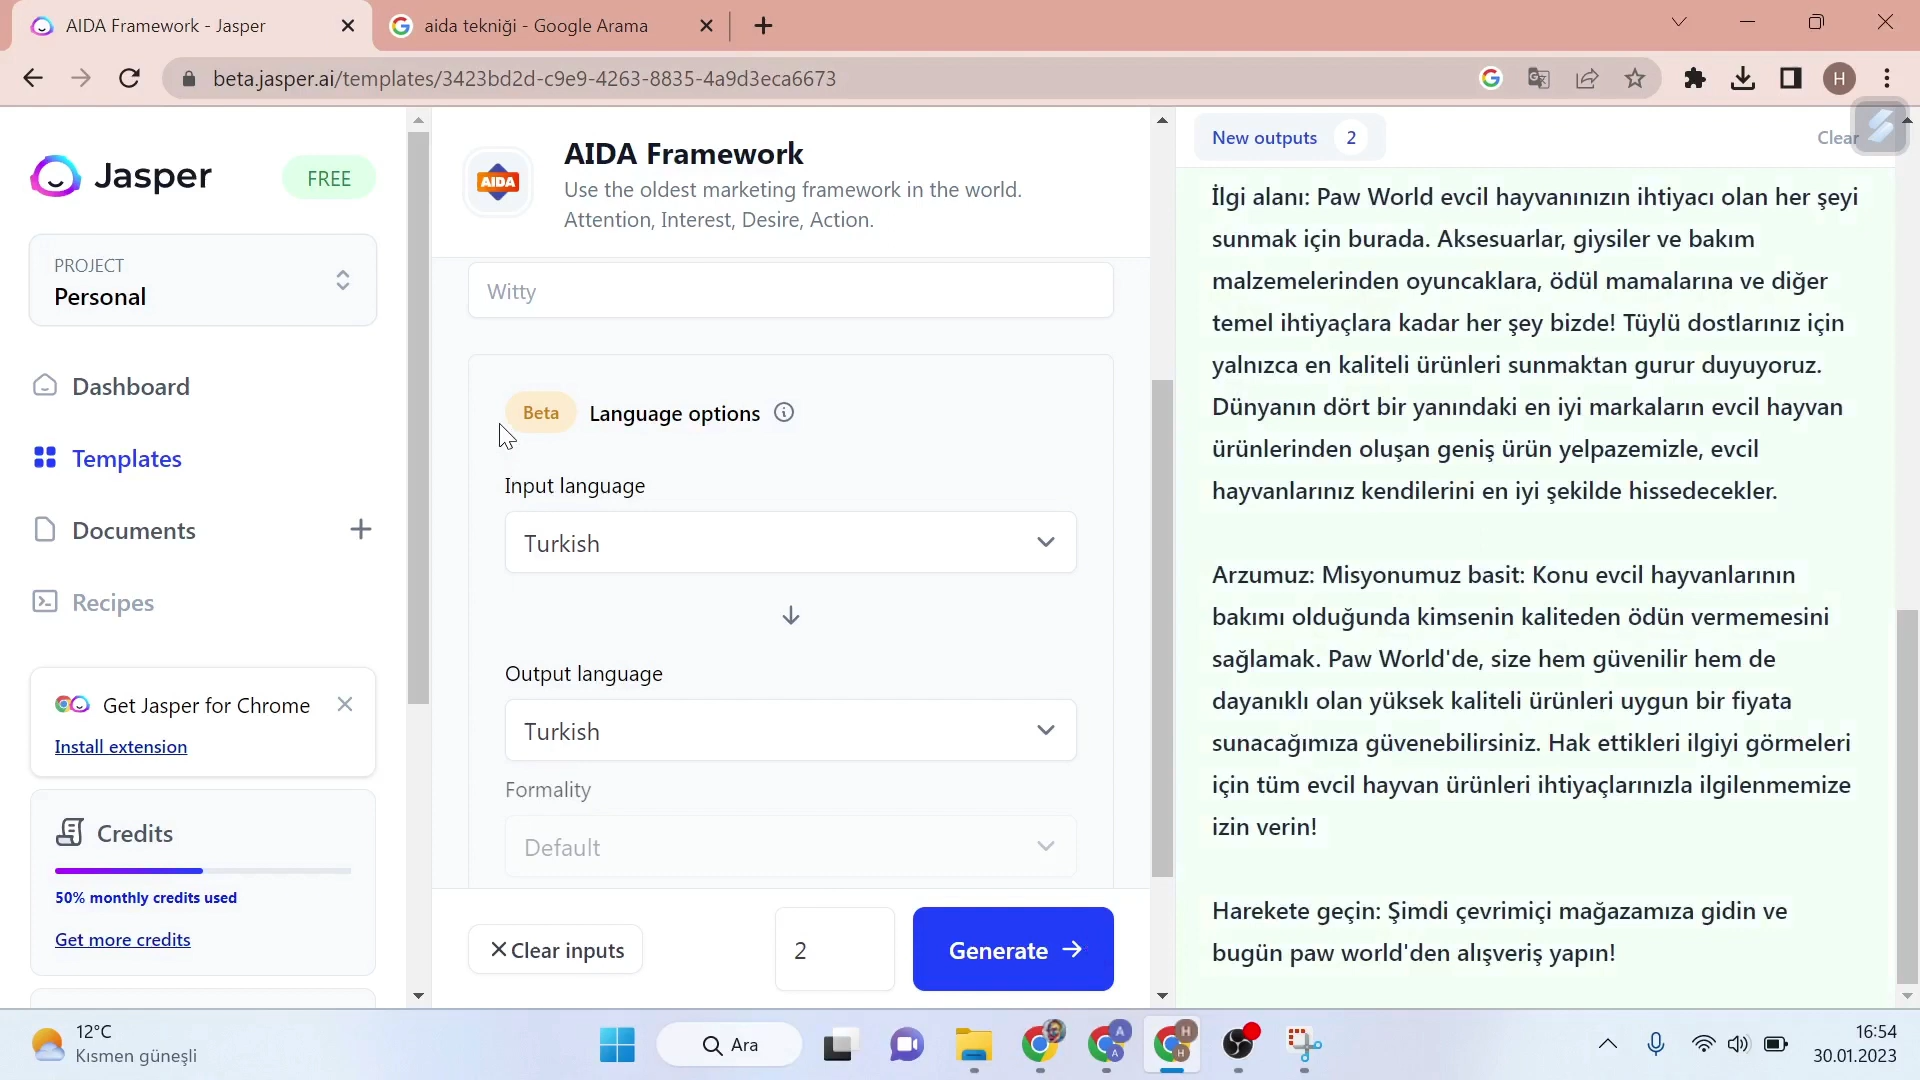 AIDA Framework - Jasper
aida tekniği - Google Arama
beta.jasper.ai/templates/3423bd2d-c9e9-4263-8835-4a9d3eca6673
H
Jasper
FREE
PROJECT
Personal
Dashboard
Templates
Documents
Recipes
Get Jasper for Chrome
Install extension
Credits
50% monthly credits used
Get more credits
AIDA
AIDA Framework
Use the oldest marketing framework in the world.
Attention, Interest, Desire, Action.
Witty
Beta
Language options
Input language
Turkish
Output language
Turkish
Formality
Default
Clear inputs
2
Generate
New outputs 2
Clear
İlgi alanı: Paw World evcil hayvanınızın ihtiyacı olan her şeyi
sunmak için burada. Aksesuarlar, giysiler ve bakım
malzemelerinden oyuncaklara, ödül mamalarına ve diğer
temel ihtiyaçlara kadar her şey bizde! Tüylü dostlarınız için
yalnızca en kaliteli ürünleri sunmaktan gurur duyuyoruz.
Dünyanın dört bir yanındaki en iyi markaların evcil hayvan
ürünlerinden oluşan geniş ürün yelpazemizle, evcil
hayvanlarınız kendilerini en iyi şekilde hissedecekler.
Arzumuz: Misyonumuz basit: Konu evcil hayvanlarının
bakımı olduğunda kimsenin kaliteden ödün vermemesini
sağlamak. Paw World'de, size hem güvenilir hem de
dayanıklı olan yüksek kaliteli ürünleri uygun bir fiyata
sunacağımıza güvenebilirsiniz. Hak ettikleri ilgiyi görmeleri
için tüm evcil hayvan ürünleri ihtiyaçlarınızla ilgilenmemize
izin verin!
Harekete geçin: Şimdi çevrimiçi mağazamıza gidin ve
bugün paw world'den alışveriş yapın!
12°C
Kısmen güneşli
Ara
A
A
H
H
16:54
30.01.2023